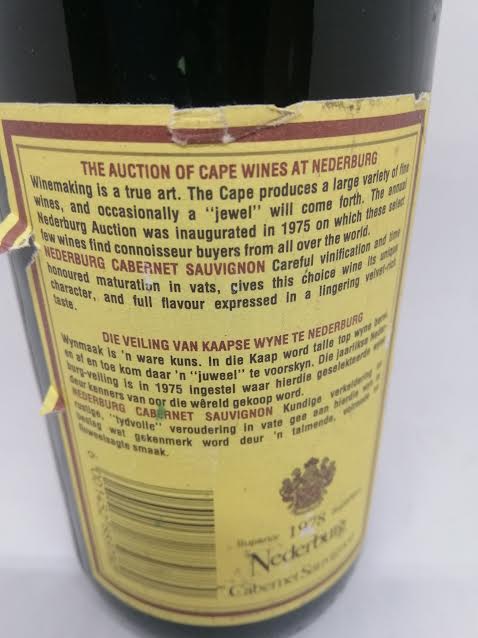 THE AUCTION OF CAPE WINES AT NEDERBURG
Winemaking is a true art. The Cape produces a large variety of fine
wines, and occasionally a "jewel" will come forth. The annual
Nederburg Auction was inaugurated in 1975 on which these select
few wines find connoisseur buyers from all over the world.
NEDERBURG CABERNET SAUVIGNON Careful vinification and time
honoured maturation in vats, gives this choice wine its unique
character, and full flavour expressed in a lingering velvet-rich
taste.
DIE VEILING VAN KAAPSE WYNE TE NEDERBURG
Wynmaak is 'n ware kuns. In die Kaap word talle top wyne berei
en af en toe kom daar 'n "juweel" te voorskyn. Die jaarlikse Neder-
burg-veiling is in 1975 ingestel waar hierdie geselekteerde
deur kenners van oor die wêreld gekoop word.
NEDERBURG CABERNET SAUVIGNON Kundige verkeldering
rustige, "tydvolle" veroudering in vate gee aan hierdie
wat gekenmerk word deur 'n talmende,
fluweelsagte smaak.
Superior 1978
Nederburg
Cabernet Sauvignon